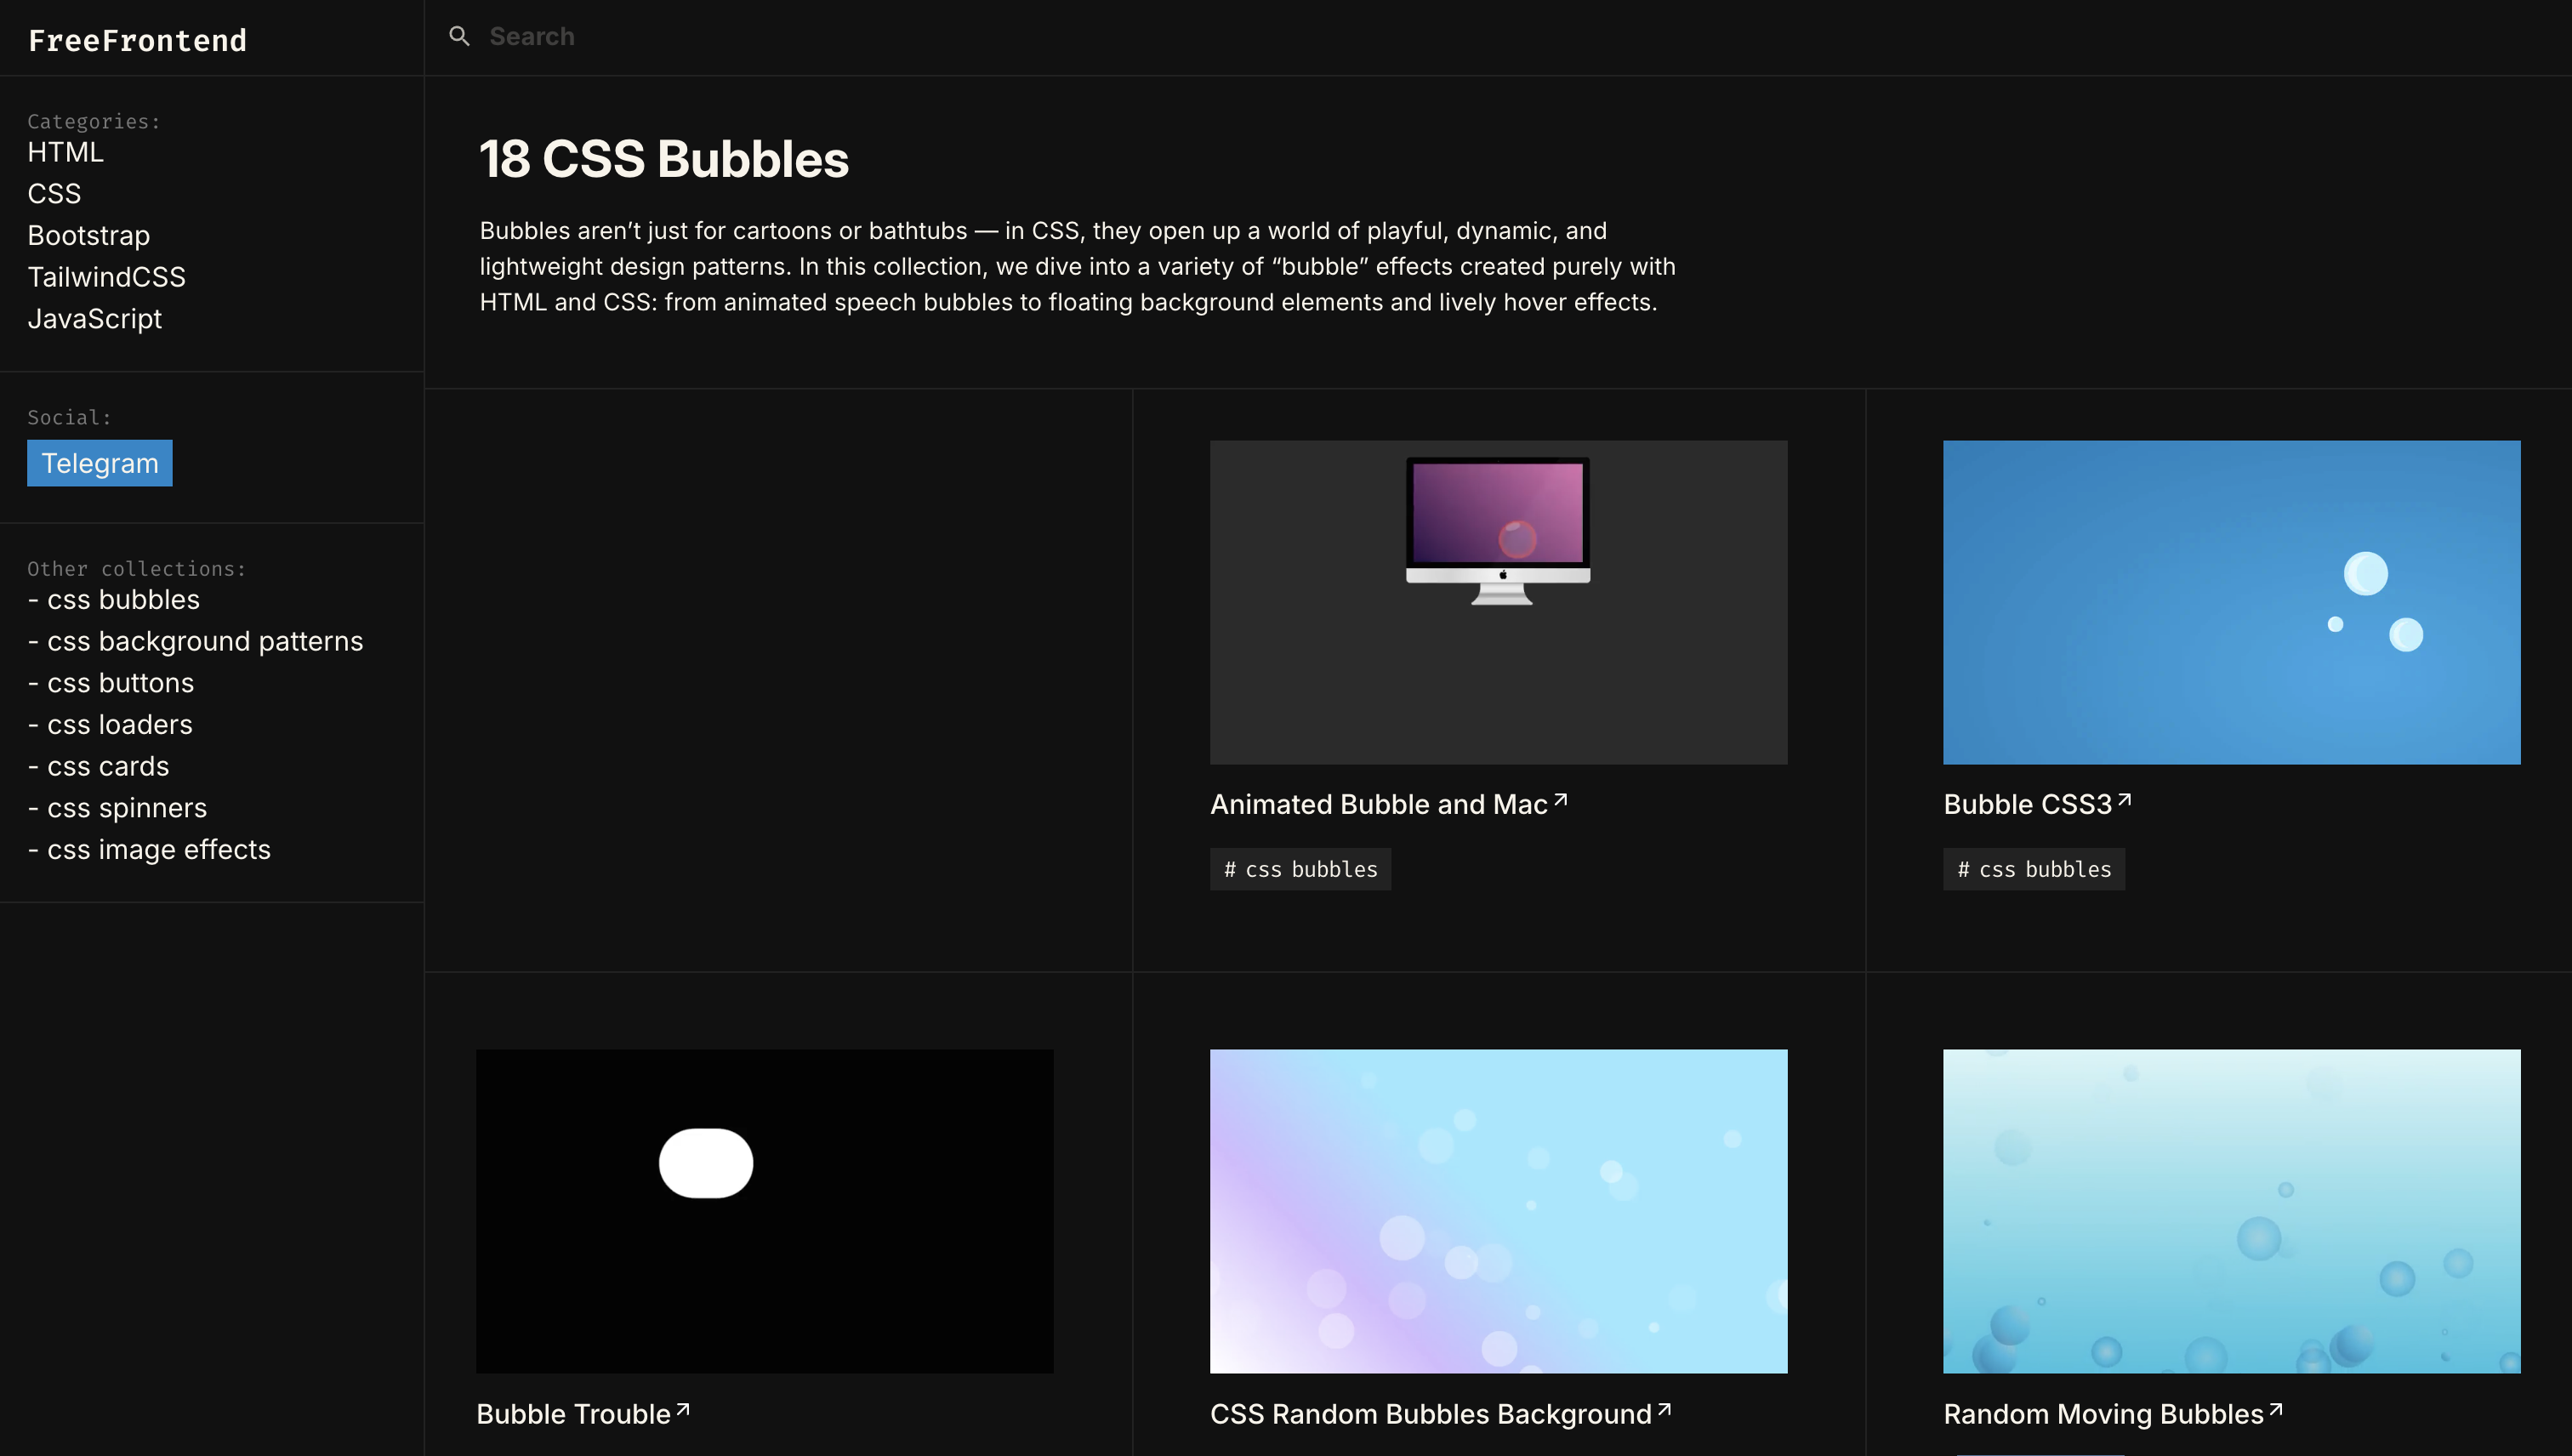 FreeFrontend
Search
Categories:
HTML
CSS
Bootstrap
TailwindCSS
JavaScript
Social:
Telegram
Other collections:
- css bubbles
- css background patterns
- css buttons
- css loaders
- css cards
- css spinners
- css image effects
18 CSS Bubbles
Bubbles aren’t just for cartoons or bathtubs — in CSS, they open up a world of playful, dynamic, and
lightweight design patterns. In this collection, we dive into a variety of “bubble” effects created purely with
HTML and CSS: from animated speech bubbles to floating background elements and lively hover effects.
Animated Bubble and Mac
# css bubbles
Bubble CSS3
# css bubbles
Bubble Trouble
CSS Random Bubbles Background
Random Moving Bubbles